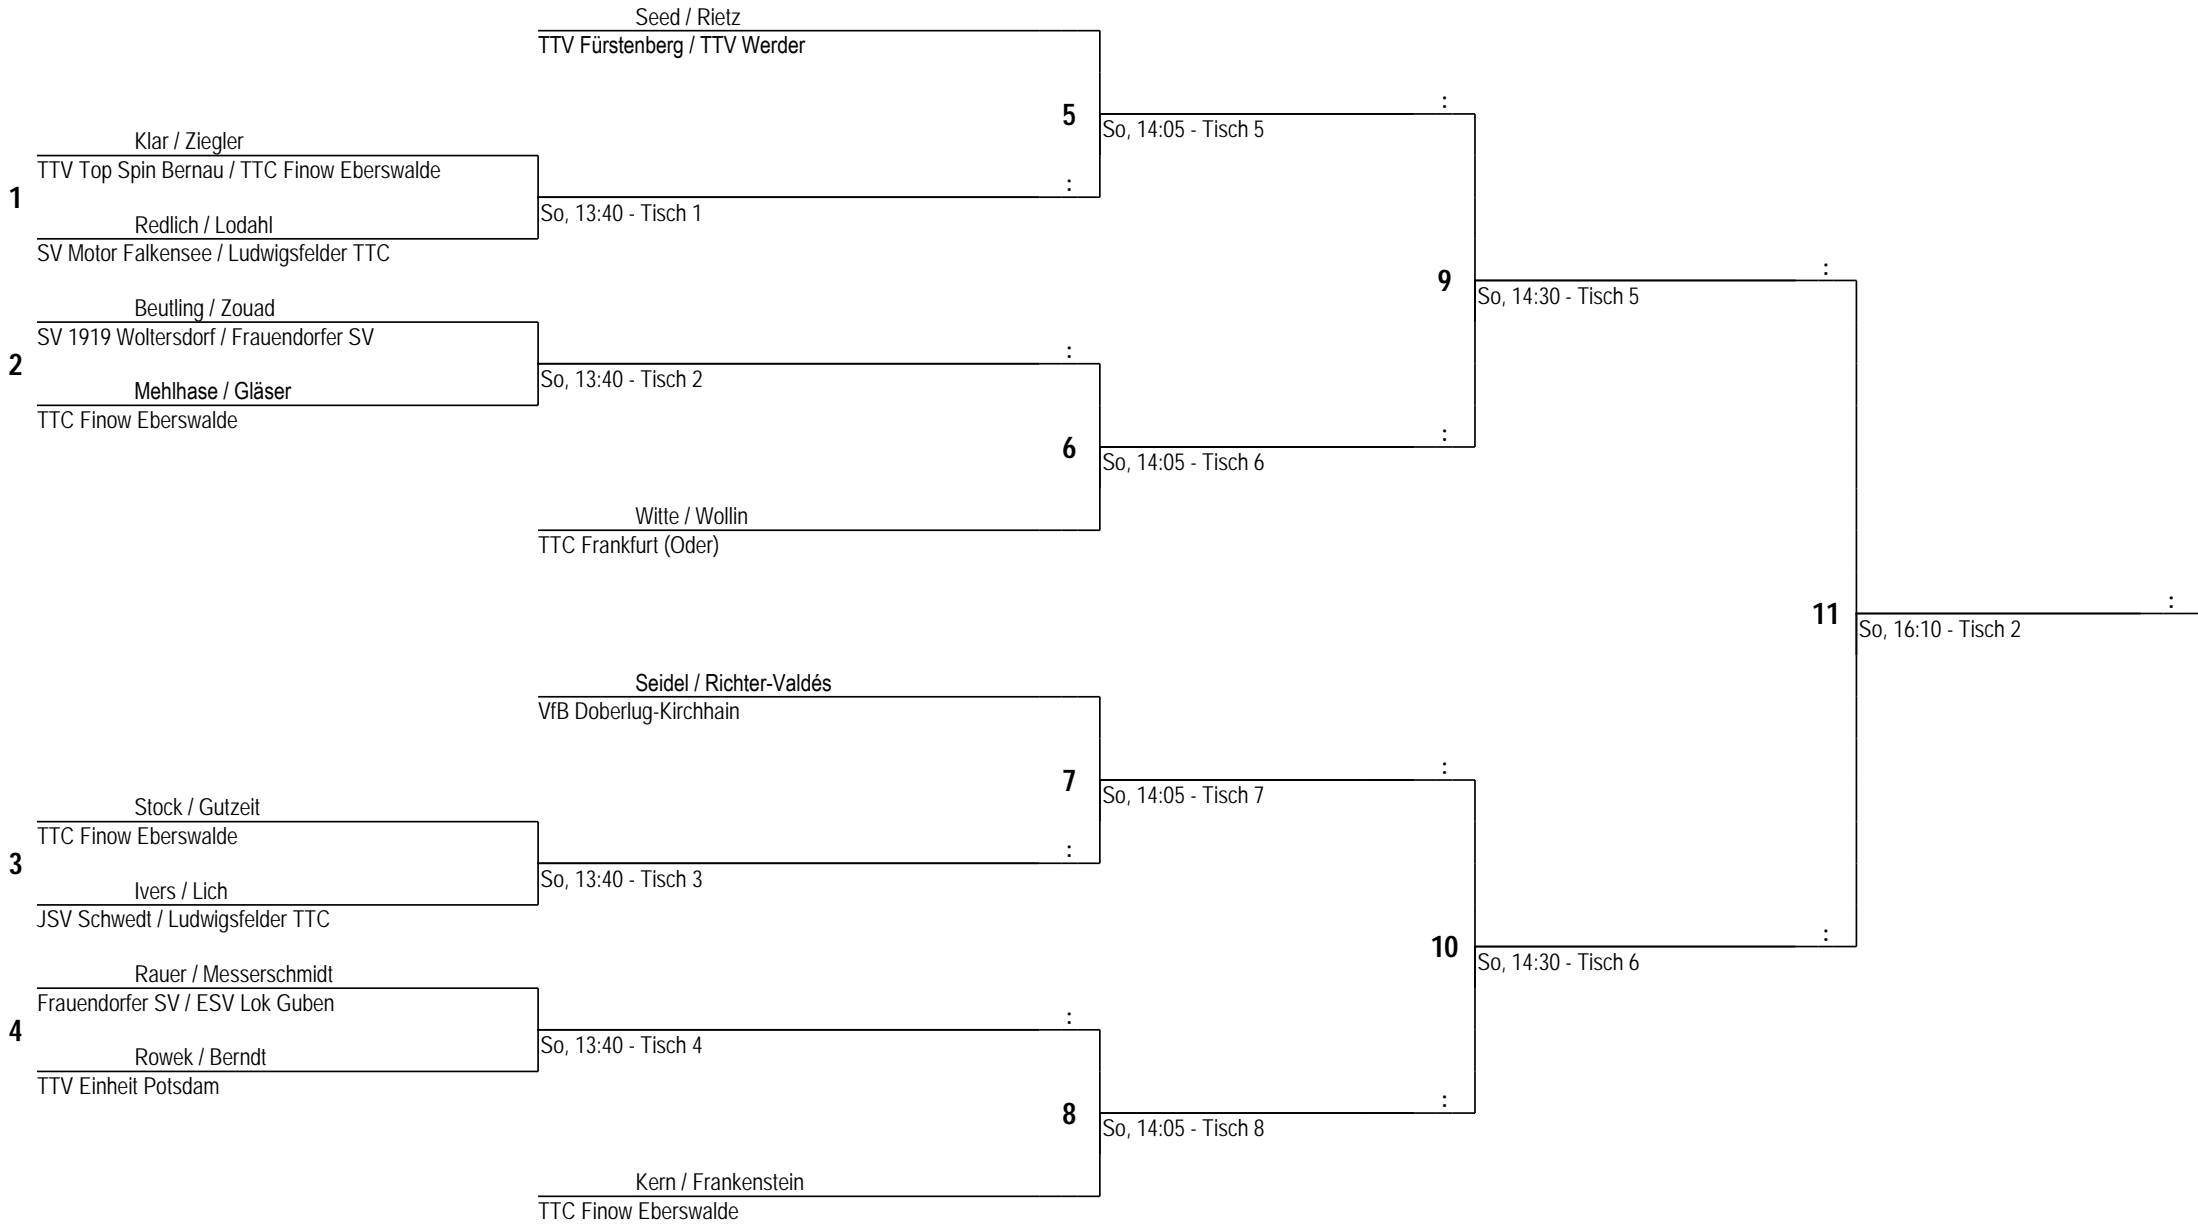 Seed / Rietz
TTV Fürstenberg / TTV Werder
5
:
So, 14:05 - Tisch 5
Klar / Ziegler
TTV Top Spin Bernau / TTC Finow Eberswalde
1
:
So, 13:40 - Tisch 1
Redlich / Lodahl
SV Motor Falkensee / Ludwigsfelder TTC
9
:
So, 14:30 - Tisch 5
Beutling / Zouad
SV 1919 Woltersdorf / Frauendorfer SV
2
:
So, 13:40 - Tisch 2
Mehlhase / Gläser
TTC Finow Eberswalde
6
:
So, 14:05 - Tisch 6
Witte / Wollin
TTC Frankfurt (Oder)
11
:
So, 16:10 - Tisch 2
Seidel / Richter-Valdés
VfB Doberlug-Kirchhain
7
:
So, 14:05 - Tisch 7
Stock / Gutzeit
TTC Finow Eberswalde
3
:
So, 13:40 - Tisch 3
Ivers / Lich
JSV Schwedt / Ludwigsfelder TTC
10
:
So, 14:30 - Tisch 6
Rauer / Messerschmidt
Frauendorfer SV / ESV Lok Guben
4
:
So, 13:40 - Tisch 4
Rowek / Berndt
TTV Einheit Potsdam
8
:
So, 14:05 - Tisch 8
Kern / Frankenstein
TTC Finow Eberswalde